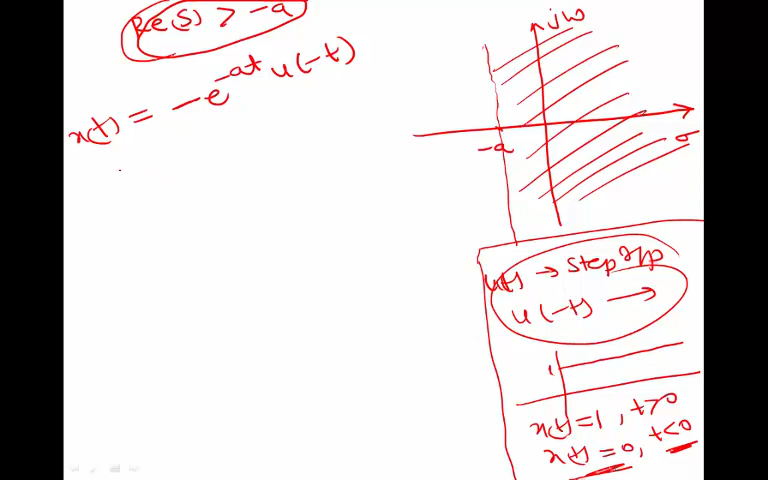 Re(s) > -a
x(t) = -e^{-at} u(-t)
jω
-a
σ
u(t) → step i/p
u(-t) →
1
x(t) = 1, t>0
x(t) = 0, t<0